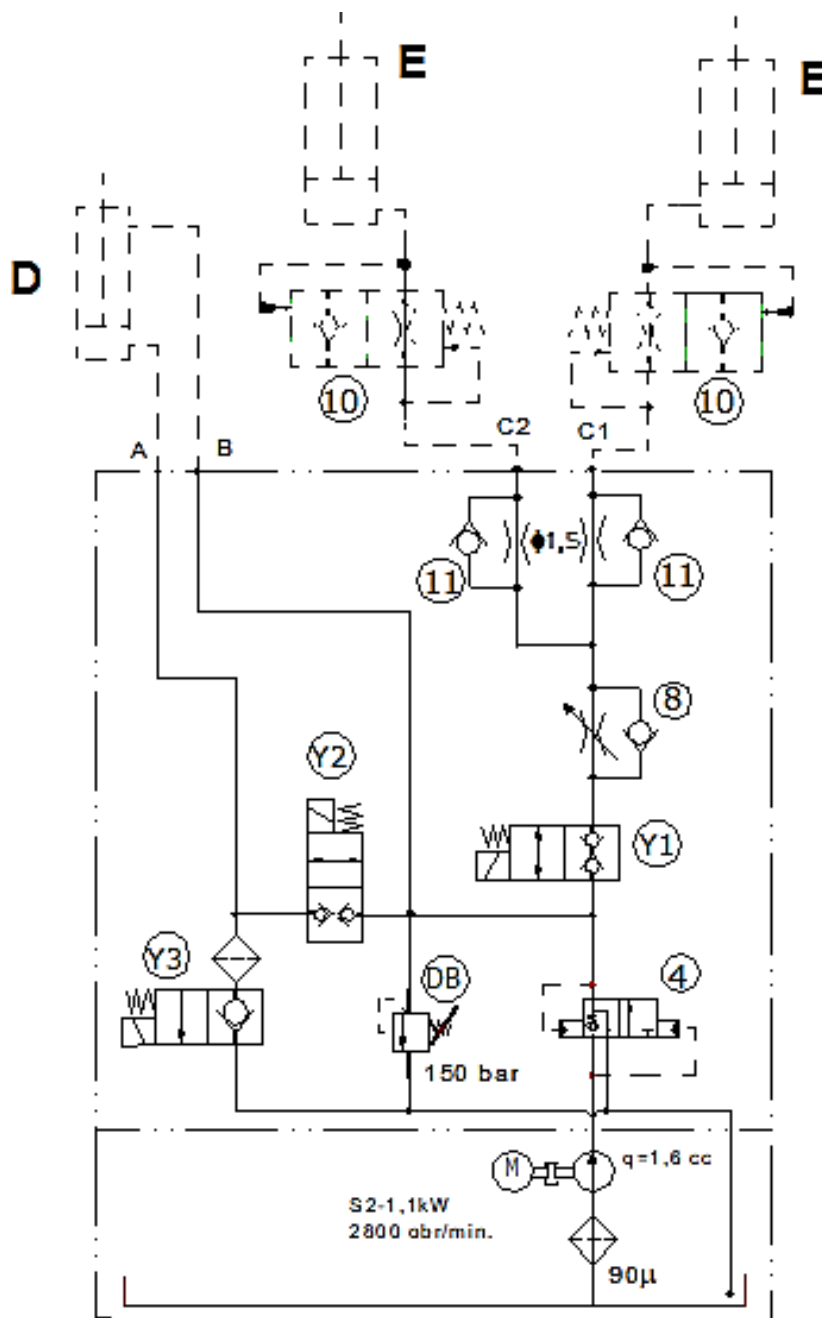 E
E
D
10
10
A
B
C2
C1
11
ϕ1,5
11
8
Y2
Y1
Y3
DB
4
150 bar
M
q=1,6 cc
S2-1,1kW
2800 obr/min.
90µ